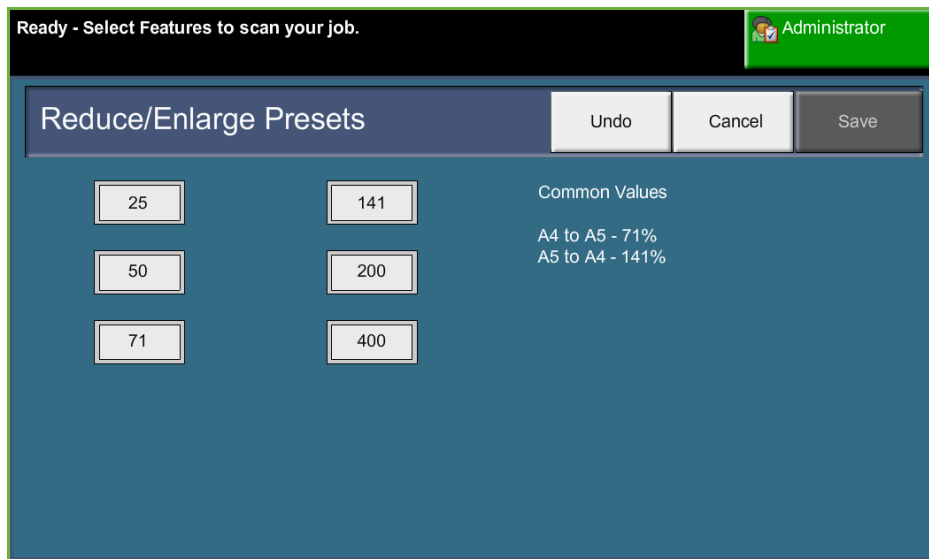 Ready - Select Features to scan your job.
Administrator
Reduce/Enlarge Presets
Undo
Cancel
Save
25
141
Common Values
A4 to A5 - 71%
A5 to A4 - 141%
50
200
71
400